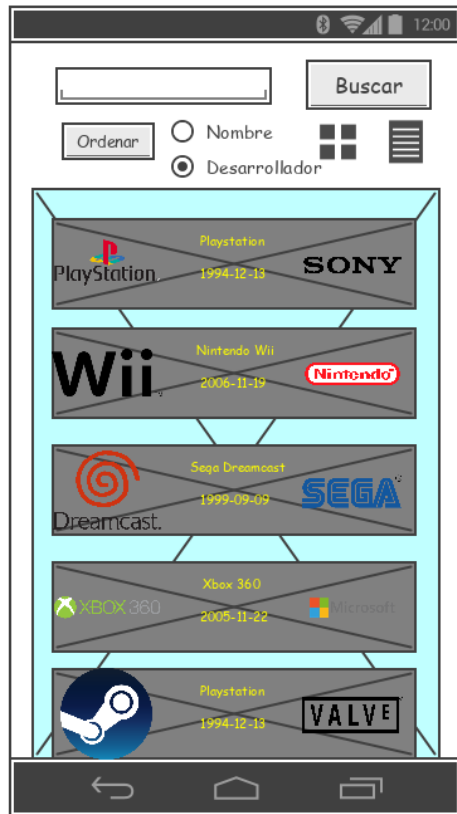 12:00
Buscar
Ordenar
Nombre
Desarrollador
Playstation
PlayStation.
1994-12-13
SONY
Nintendo Wii
Wii
2006-11-19
Nintendo
Sega Dreamcast
1999-09-09
SEGA
Dreamcast.
Xbox 360
XBOX 360
2005-11-22
Microsoft
Playstation
1994-12-13
VALVE